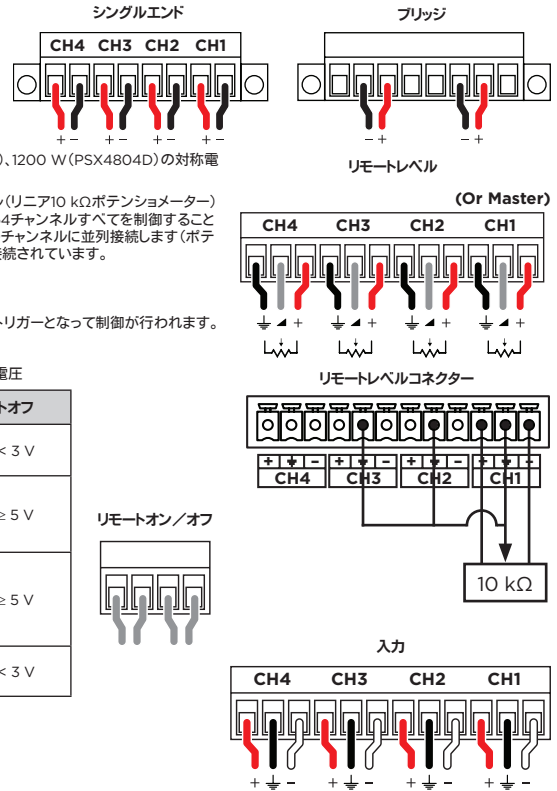 シングルエンド
CH4 CH3 CH2 CH1
+ - + - + - + -
ブリッジ
- + - +
)、1200 W(PSX4804D)の対称電
ル(リニア10 kΩポテンショメーター)
4チャンネルすべてを制御すること
チャンネルに並列接続します(ポテ
接続されています。
トリガーとなって制御が行われます。
電圧
トオフ
< 3 V
≥ 5 V
≥ 5 V
< 3 V
リモートオン/オフ
リモートレベル
(Or Master)
CH4 CH3 CH2 CH1
+ + + +
リモートレベルコネクター
+ - + - + - + -
CH4 CH3 CH2 CH1
10 kΩ
入力
CH4 CH3 CH2 CH1
+ - + - + - + -